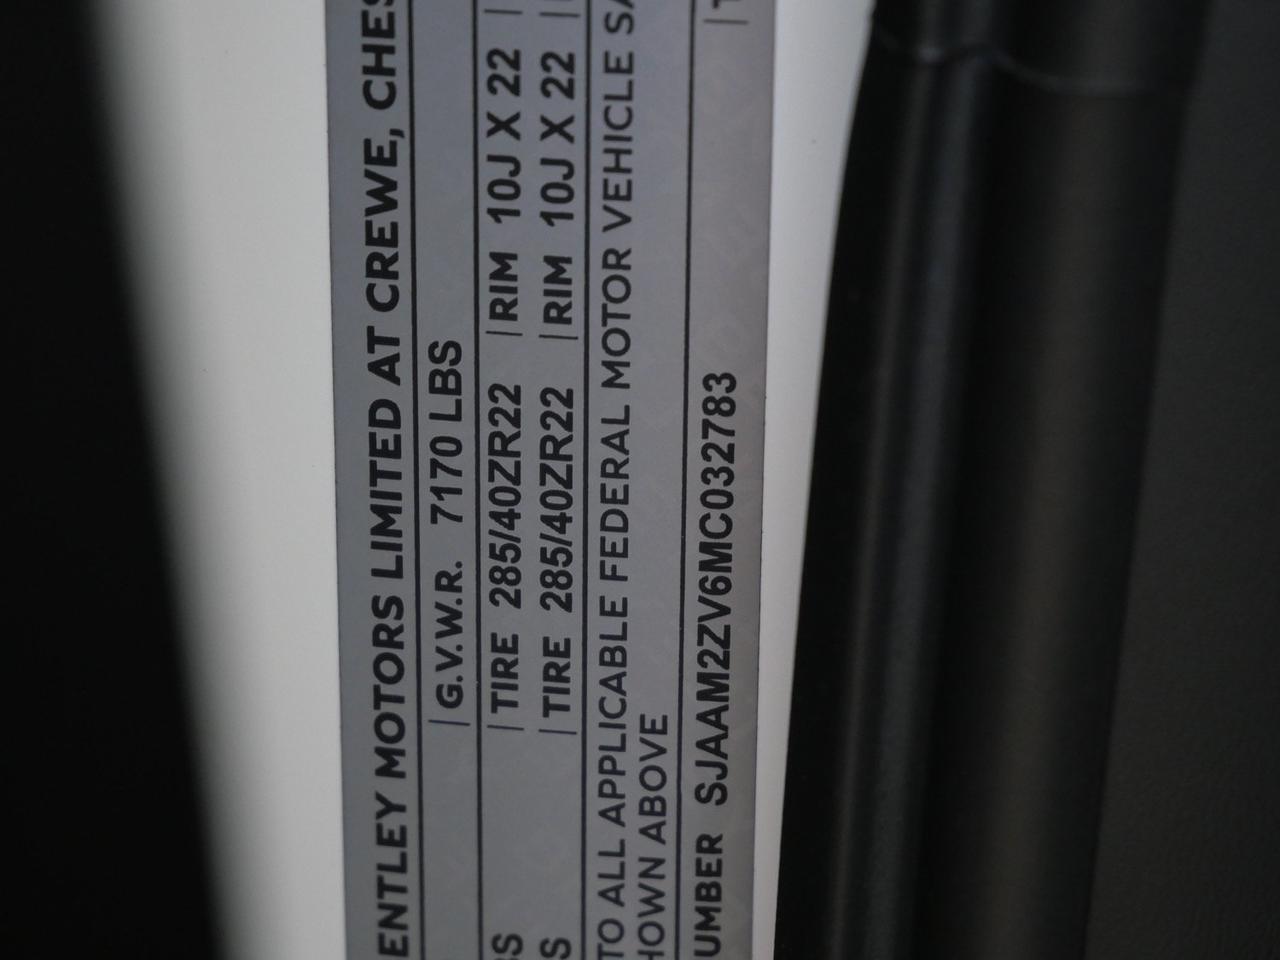 ENTLEY MOTORS LIMITED AT CREWE, CHES
G.V.W.R. 7170 LBS
BS | TIRE 285/40ZR22 | RIM 10J X 22 |
S | TIRE 285/40ZR22 | RIM 10J X 22 |
TO ALL APPLICABLE FEDERAL MOTOR VEHICLE SA
HOWN ABOVE
UMBER SJAAM2ZV6MC032783 | T